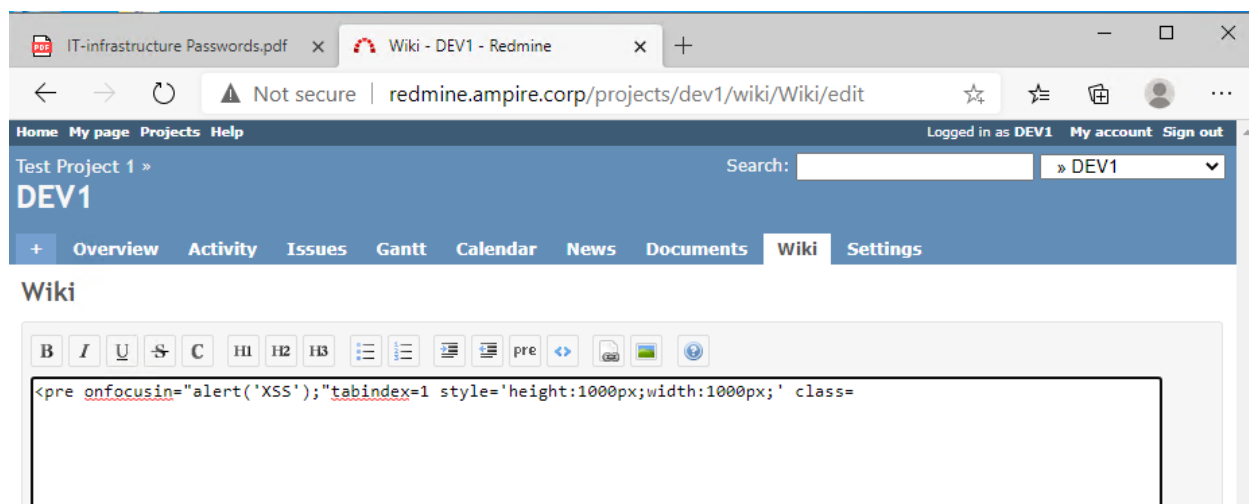 IT-infrastructure Passwords.pdf Wiki - DEV1 - Redmine
Not secure | redmine.ampire.corp/projects/dev1/wiki/Wiki/edit
Home My page Projects Help Logged in as DEV1 My account Sign out
Test Project 1 » Search: » DEV1
DEV1
+ Overview Activity Issues Gantt Calendar News Documents Wiki Settings
Wiki
B I U S C H1 H2 H3 pre <>
<pre onfocusin="alert('XSS');"tabindex=1 style='height:1000px;width:1000px;' class=